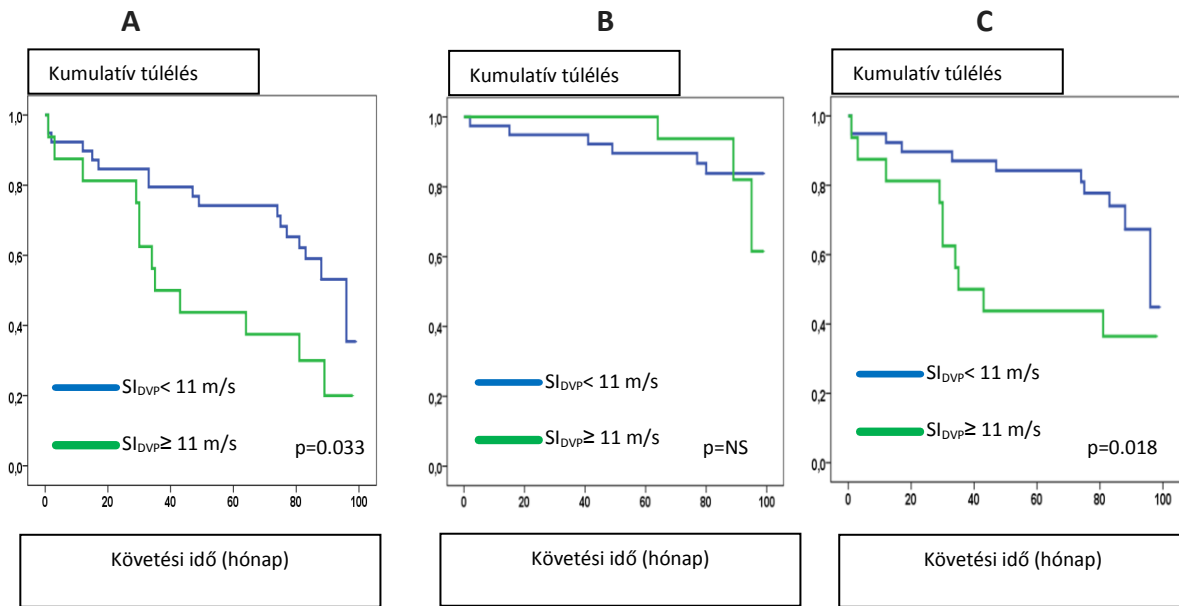 A
Kumulatív túlélés
1,0
0,8
0,6
0,4
0,2
0,0
SIDVP< 11 m/s
SIDVP≥ 11 m/s
p=0.033
0 20 40 60 80 100
Követési idő (hónap)
B
Kumulatív túlélés
1,0
0,8
0,6
0,4
0,2
0,0
SIDVP< 11 m/s
SIDVP≥ 11 m/s
p=NS
0 20 40 60 80 100
Követési idő (hónap)
C
Kumulatív túlélés
1,0
0,8
0,6
0,4
0,2
0,0
SIDVP< 11 m/s
SIDVP≥ 11 m/s
p=0.018
0 20 40 60 80 100
Követési idő (hónap)